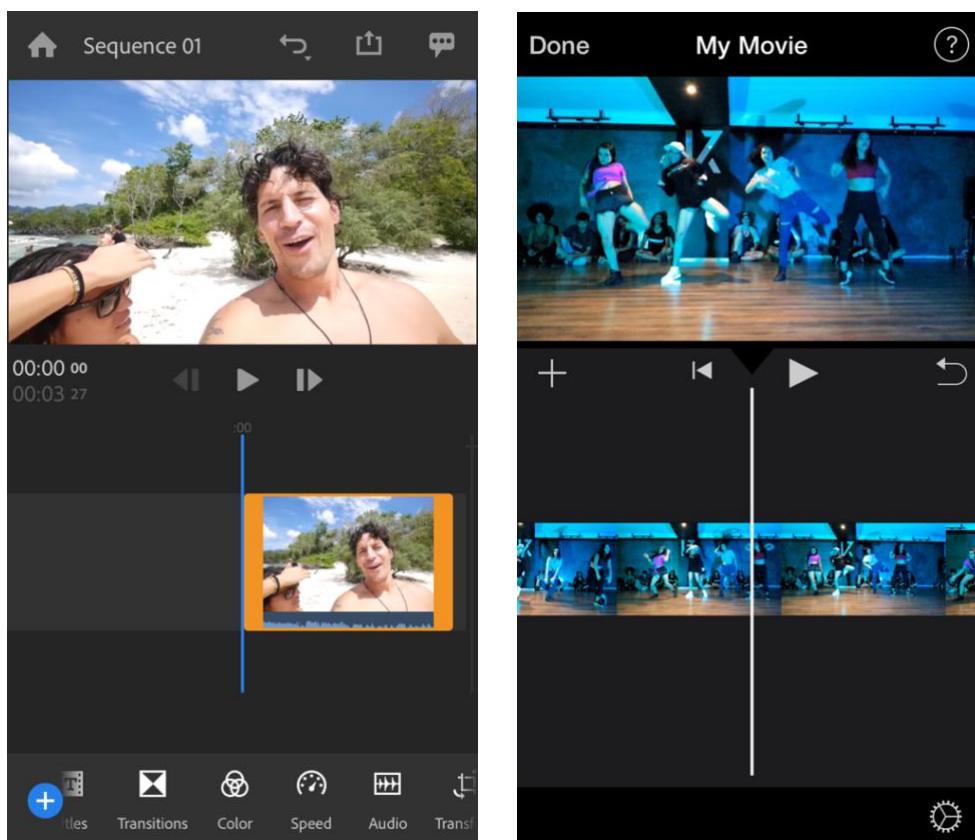 Sequence 01
00:00 00
00:03 27
:00
Transitions
Color
Speed
Audio
Done
My Movie
?